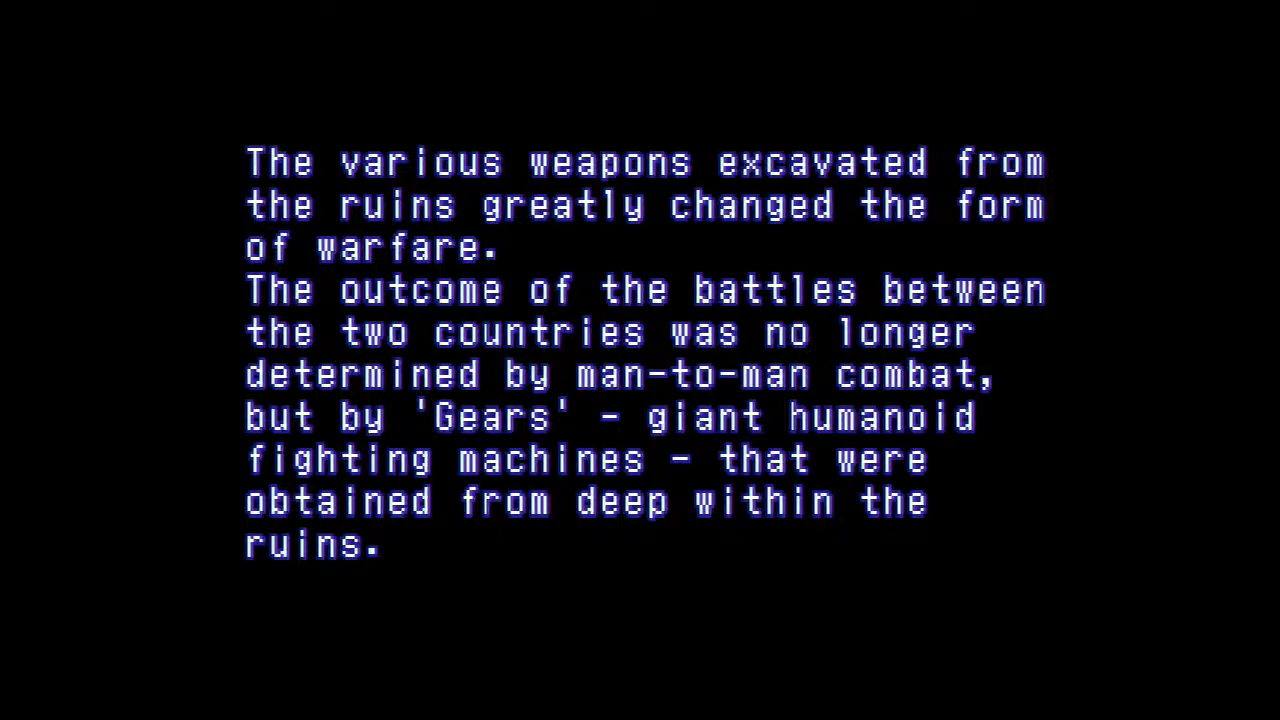 The various weapons excavated from
the ruins greatly changed the form
of warfare.
The outcome of the battles between
the two countries was no longer
determined by man-to-man combat,
but by 'Gears' - giant humanoid
fighting machines - that were
obtained from deep within the
ruins.